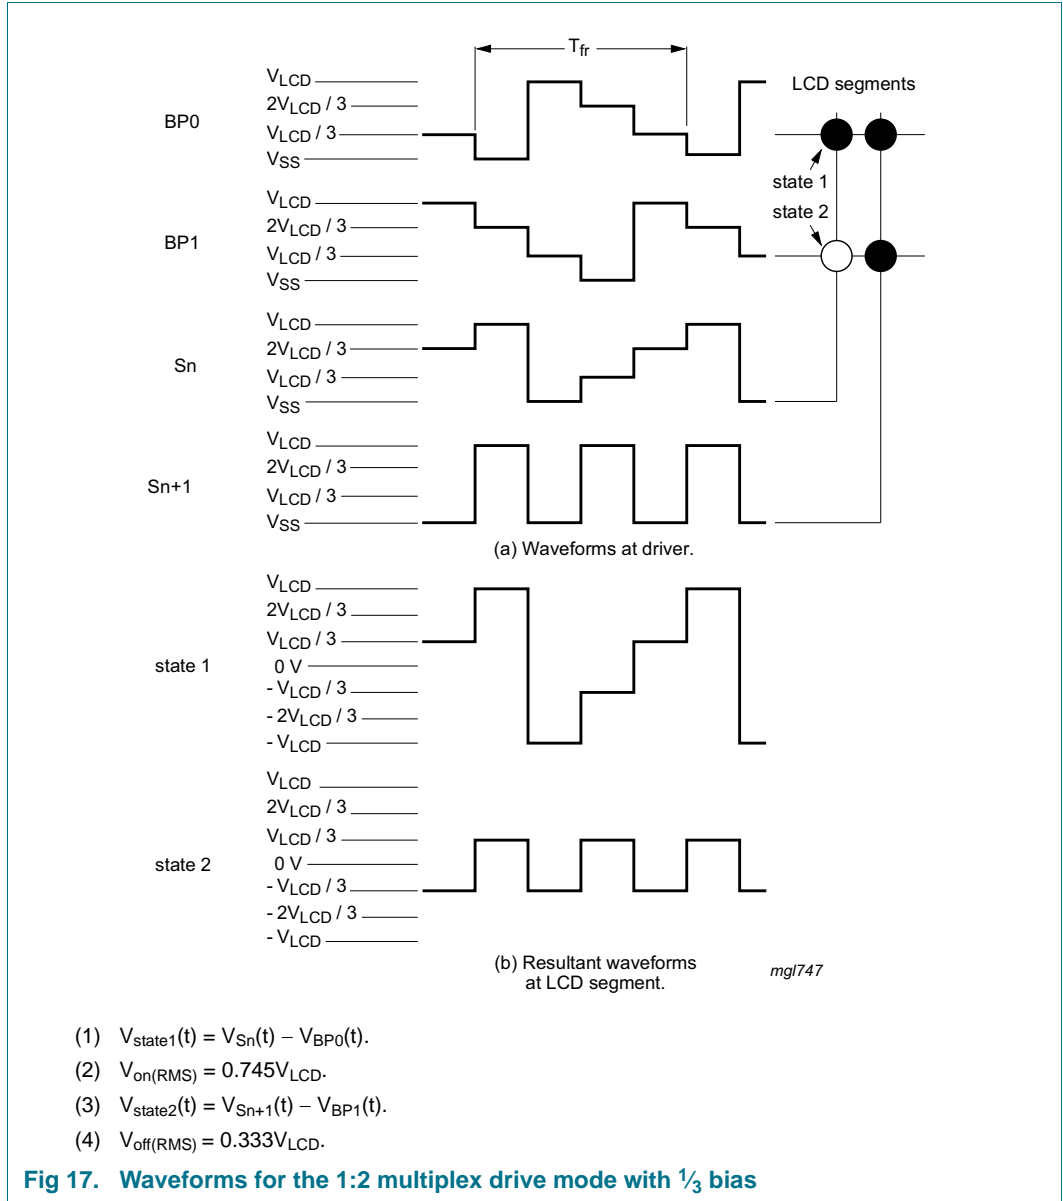 Tfr
VLCD
2VLCD / 3
BP0
VLCD / 3
VSS
LCD segments
state 1
state 2
VLCD
2VLCD / 3
BP1
VLCD / 3
VSS
VLCD
2VLCD / 3
Sn
VLCD / 3
VSS
VLCD
2VLCD / 3
Sn+1
VLCD / 3
VSS
(a) Waveforms at driver.
VLCD
2VLCD / 3
VLCD / 3
state 1
0 V
- VLCD / 3
- 2VLCD / 3
- VLCD
VLCD
2VLCD / 3
VLCD / 3
state 2
0 V
- VLCD / 3
- 2VLCD / 3
- VLCD
(b) Resultant waveforms
at LCD segment.
mgl747
(1) Vstate1(t) = VSn(t) − VBP0(t).
(2) Von(RMS) = 0.745VLCD.
(3) Vstate2(t) = VSn+1(t) − VBP1(t).
(4) Voff(RMS) = 0.333VLCD.
Fig 17. Waveforms for the 1:2 multiplex drive mode with 1⁄3 bias